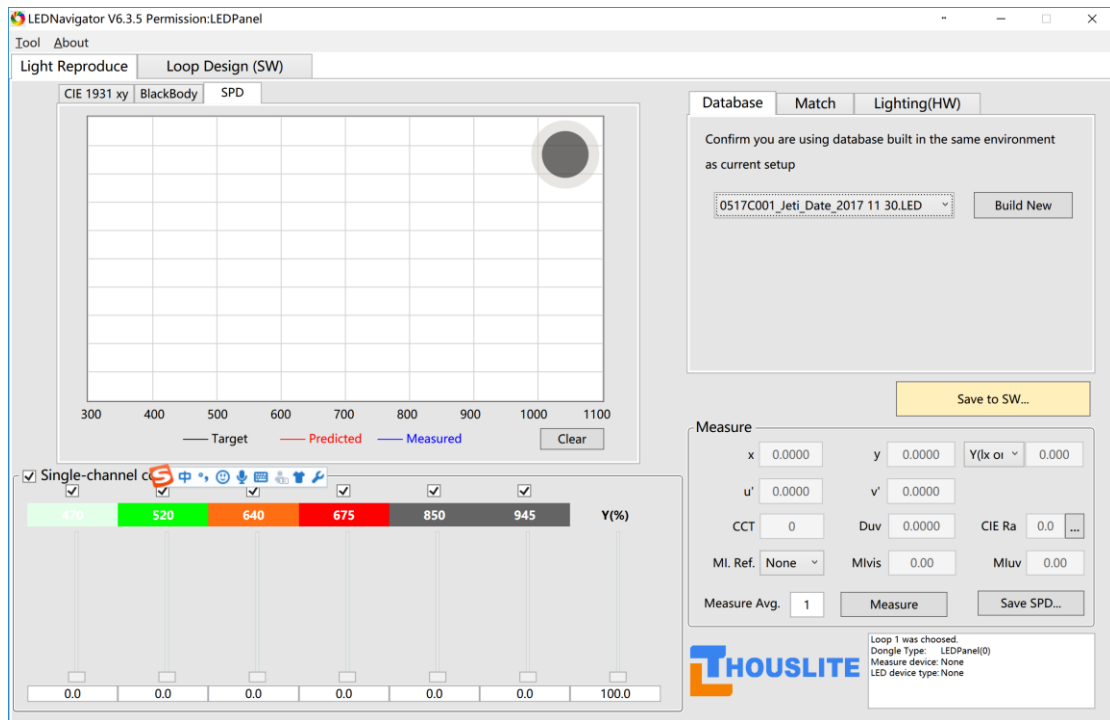 LEDNavigator V6.3.5 Permission:LEDPanel
Tool About
Light Reproduce Loop Design (SW)
CIE 1931 xy BlackBody SPD
300 400 500 600 700 800 900 1000 1100
Target Predicted Measured Clear
Single-channel co
中
470 520 640 675 850 945 Y(%)
0.0 0.0 0.0 0.0 0.0 0.0 100.0
Database Match Lighting(HW)
Confirm you are using database built in the same environment
as current setup
0517C001_Jeti_Date_2017 11 30.LED Build New
Save to SW...
Measure
x 0.0000 y 0.0000 Y(lx or 0.000
u' 0.0000 v' 0.0000
CCT 0 Duv 0.0000 CIE Ra 0.0 ...
MI. Ref. None MIvis 0.00 MIuv 0.00
Measure Avg. 1 Measure Save SPD...
THOUSLITE
Loop 1 was choosed.
Dongle Type: LEDPanel(0)
Measure device: None
LED device type: None